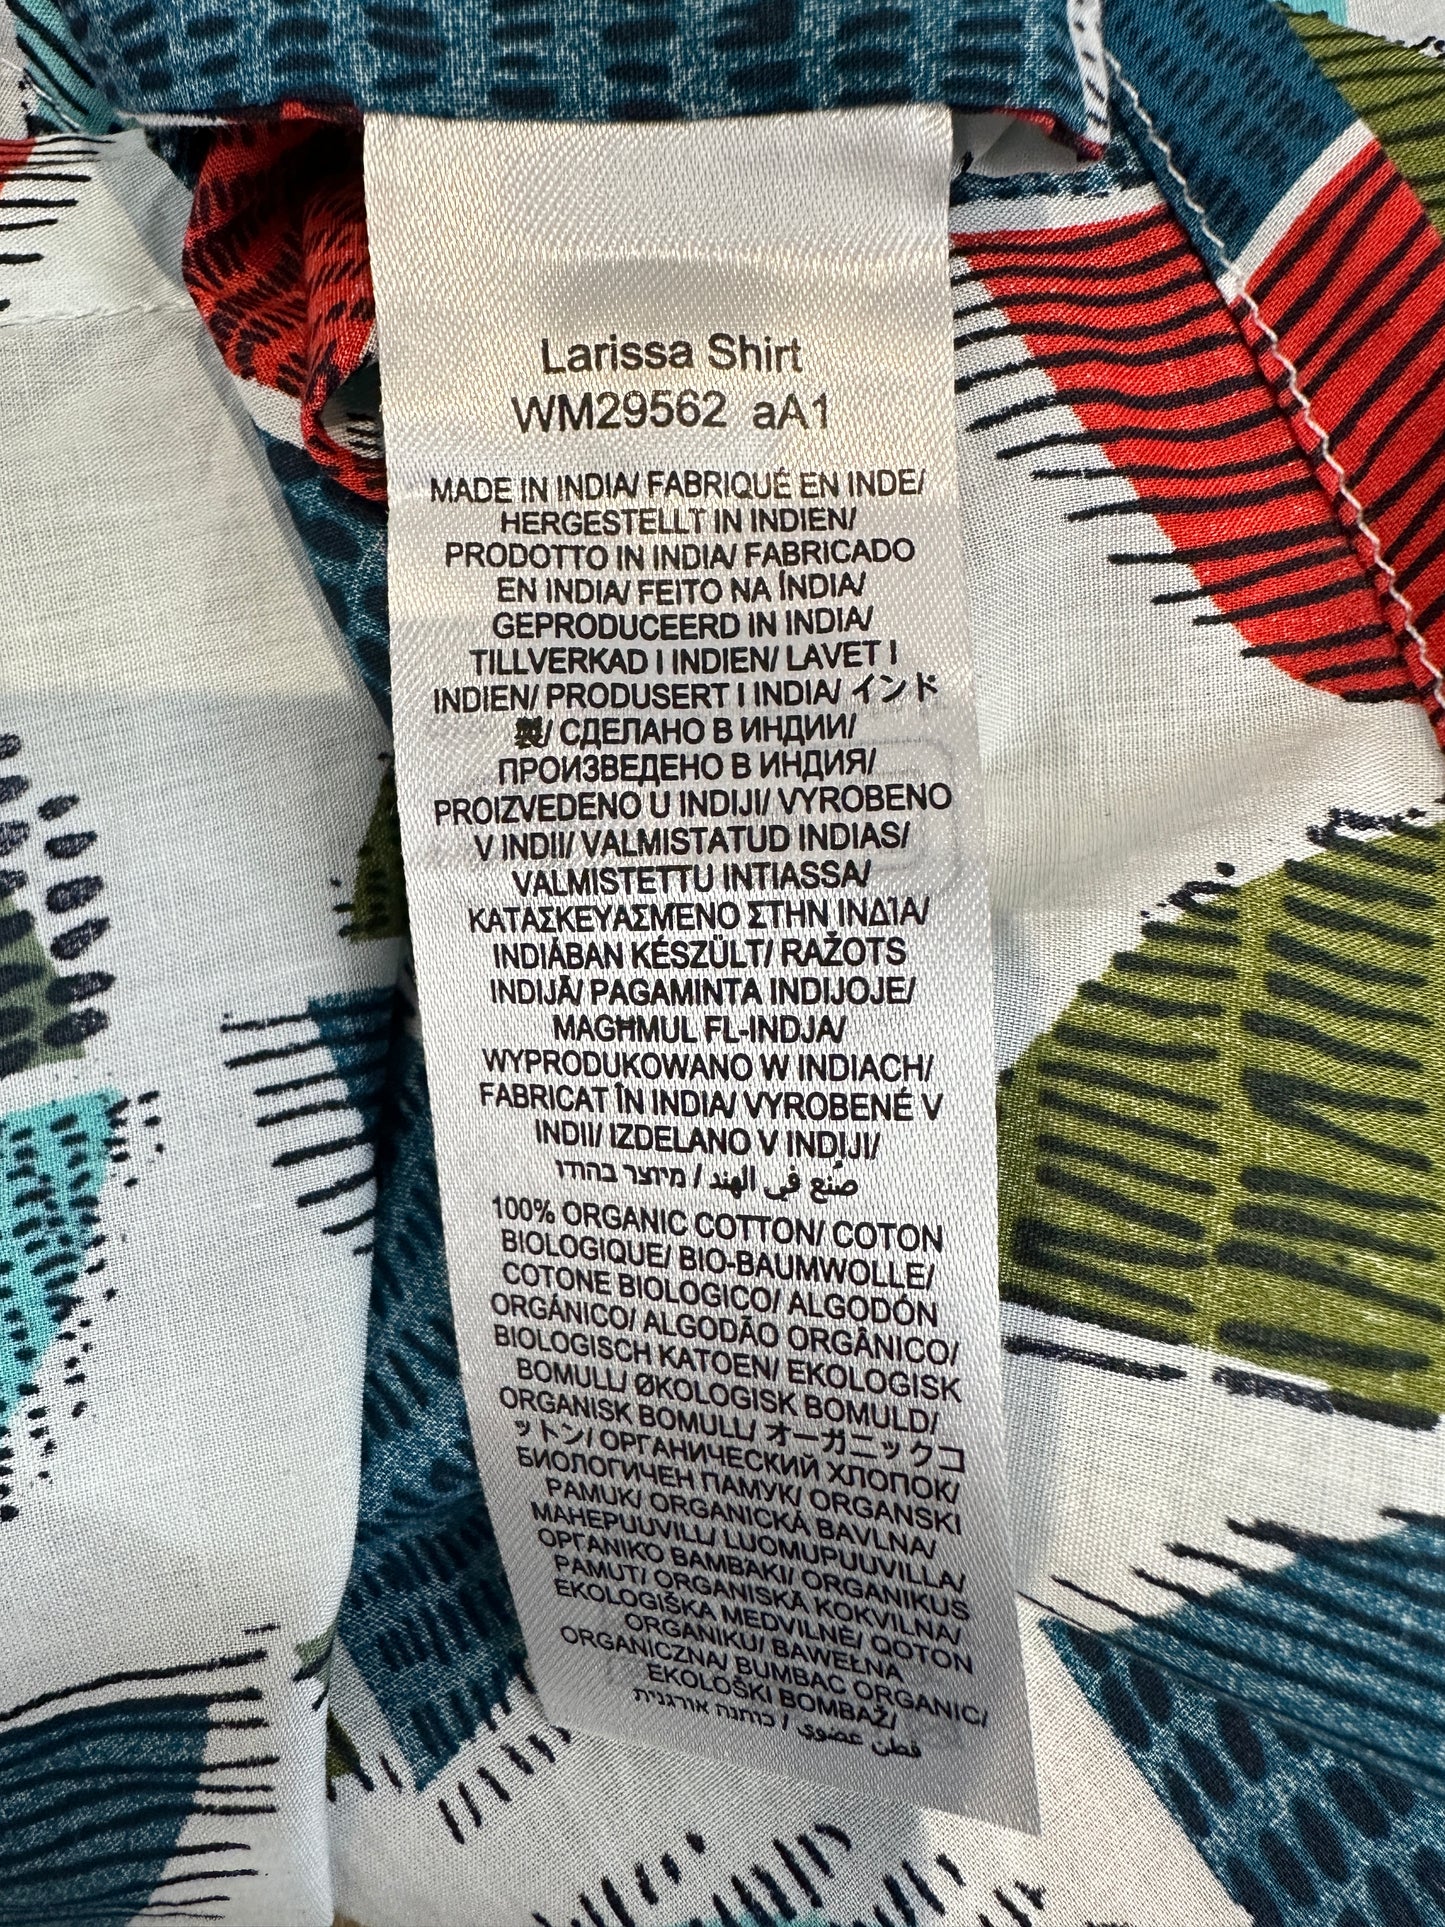 Larissa Shirt
WM29562 aA1
MADE IN INDIA/ FABRIQUÉ EN INDE/
HERGESTELLT IN INDIEN/
PRODOTTO IN INDIA/ FABRICADO
EN INDIA/ FEITO NA ÍNDIA/
GEPRODUCEERD IN INDIA/
TILLVERKAD I INDIEN/ LAVET I
INDIEN/ PRODUSERT I INDIA/ インド
製/ СДЕЛАНО В ИНДИИ/
ПРОИЗВЕДЕНО В ИНДИЯ/
PROIZVEDENO U INDIJI/ VYROBENO
V INDII/ VALMISTATUD INDIAS/
VALMISTETTU INTIASSA/
ΚΑΤΑΣΚΕΥΑΣΜΕΝΟ ΣΤΗΝ ΙΝΔΊΑ/
INDIÁBAN KÉSZÜLT/ RAŽOTS
INDIJĀ/ PAGAMINTA INDIJOJE/
MAGĦMUL FL-INDJA/
WYPRODUKOWANO W INDIACH/
FABRICAT ÎN INDIA/ VYROBENÉ V
INDII/ IZDELANO V INDIJI/
صُنع في الهند / מיוצר בהודו
100% ORGANIC COTTON/ COTON
BIOLOGIQUE/ BIO-BAUMWOLLE/
COTONE BIOLOGICO/ ALGODÓN
ORGÁNICO/ ALGODÃO ORGÂNICO/
BIOLOGISCH KATOEN/ EKOLOGISK
BOMULL/ ØKOLOGISK BOMULD/
ORGANISK BOMULL/ オーガニックコ
ットン/ ОРГАНИЧЕСКИЙ ХЛОПОК/
БИОЛОГИЧЕН ПАМУК/ ORGANSKI
PAMUK/ ORGANICKÁ BAVLNA/
MAHEPUUVILL/ LUOMUPUUVILLA/
ΟΡΓΑΝΙΚΟ ΒΑΜΒΑΚΙ/ ORGANIKUS
PAMUT/ ORGANISKĀ KOKVILNA/
EKOLOGIŠKA MEDVILNĖ/ QOTON
ORGANIKU/ BAWEŁNA
ORGANICZNA/ BUMBAC ORGANIC/
EKOLOŠKI BOMBAŽ/
قطن عضوي / כותנה אורגנית